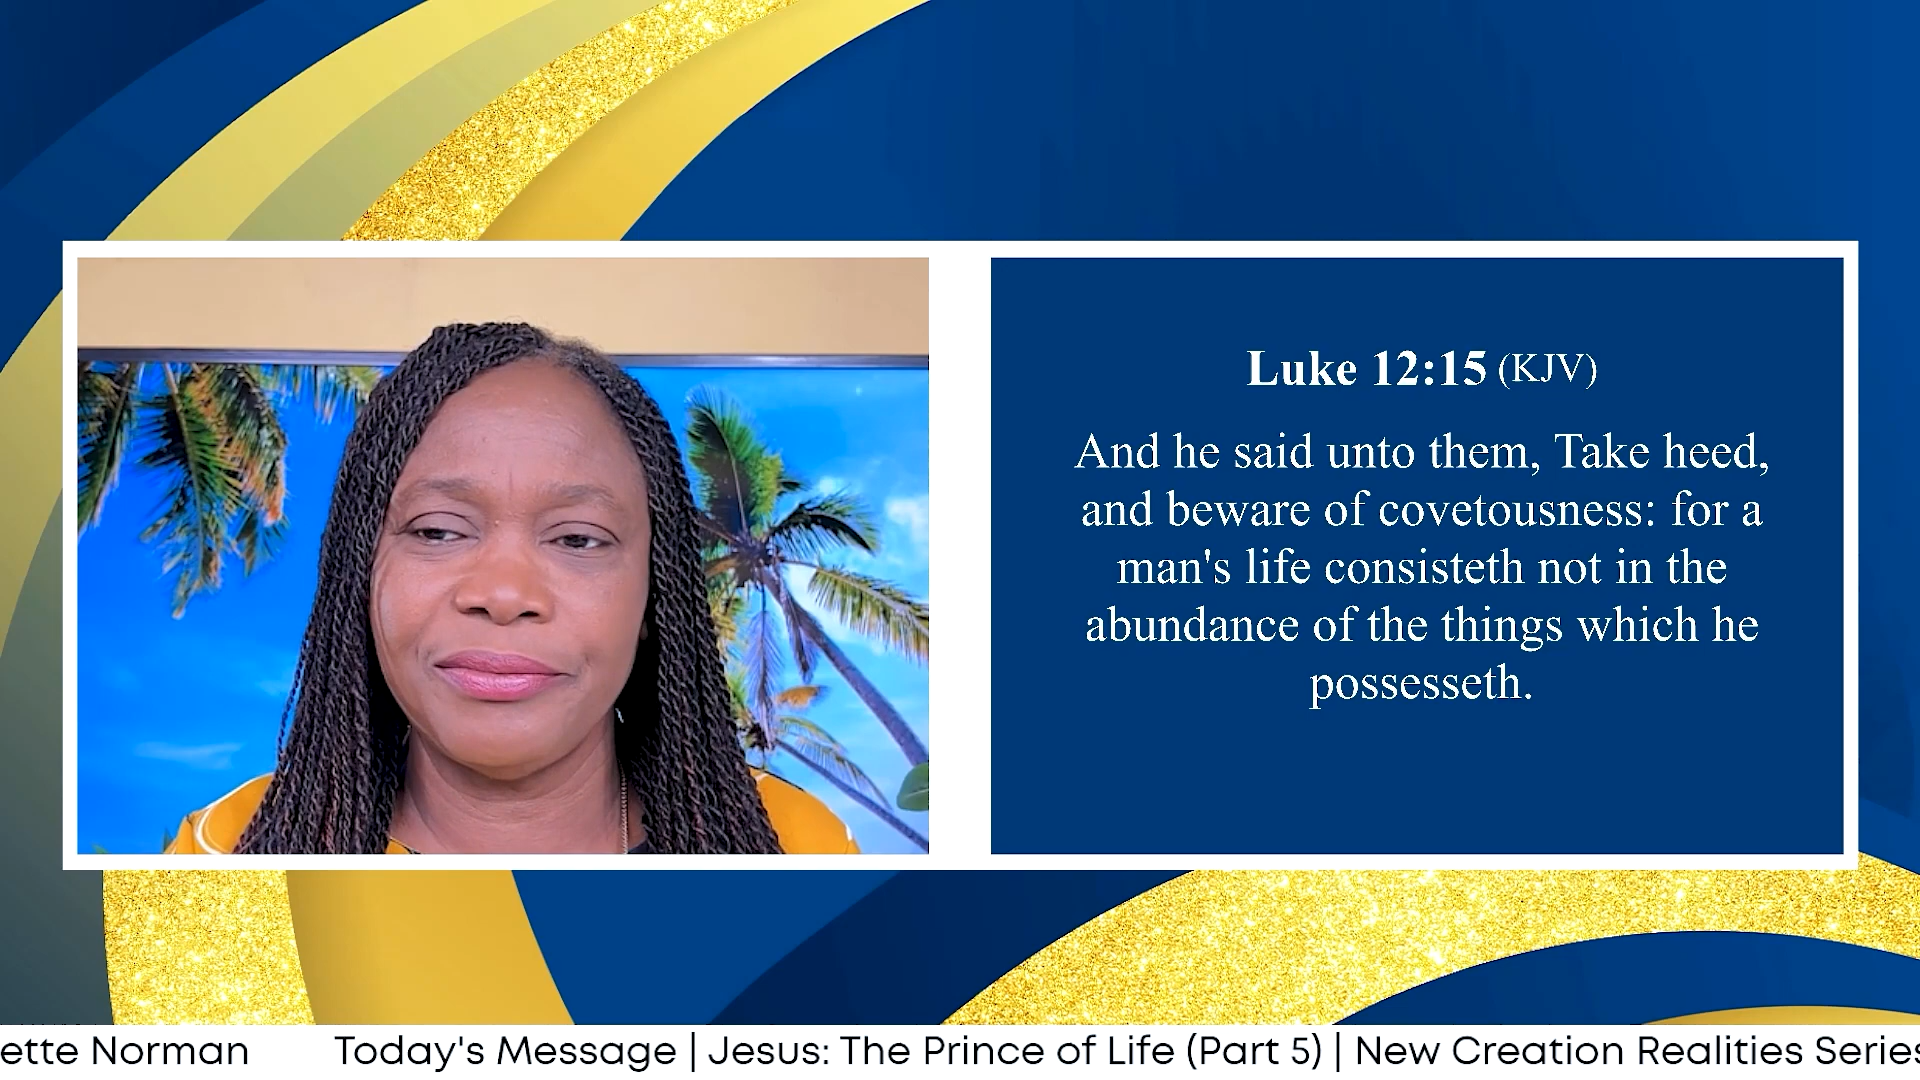 Luke 12:15 (KJV)
And he said unto them, Take heed,
and beware of covetousness: for a
man's life consisteth not in the
abundance of the things which he
possesseth.
ette Norman Today's Message | Jesus: The Prince of Life (Part 5) | New Creation Realities Series